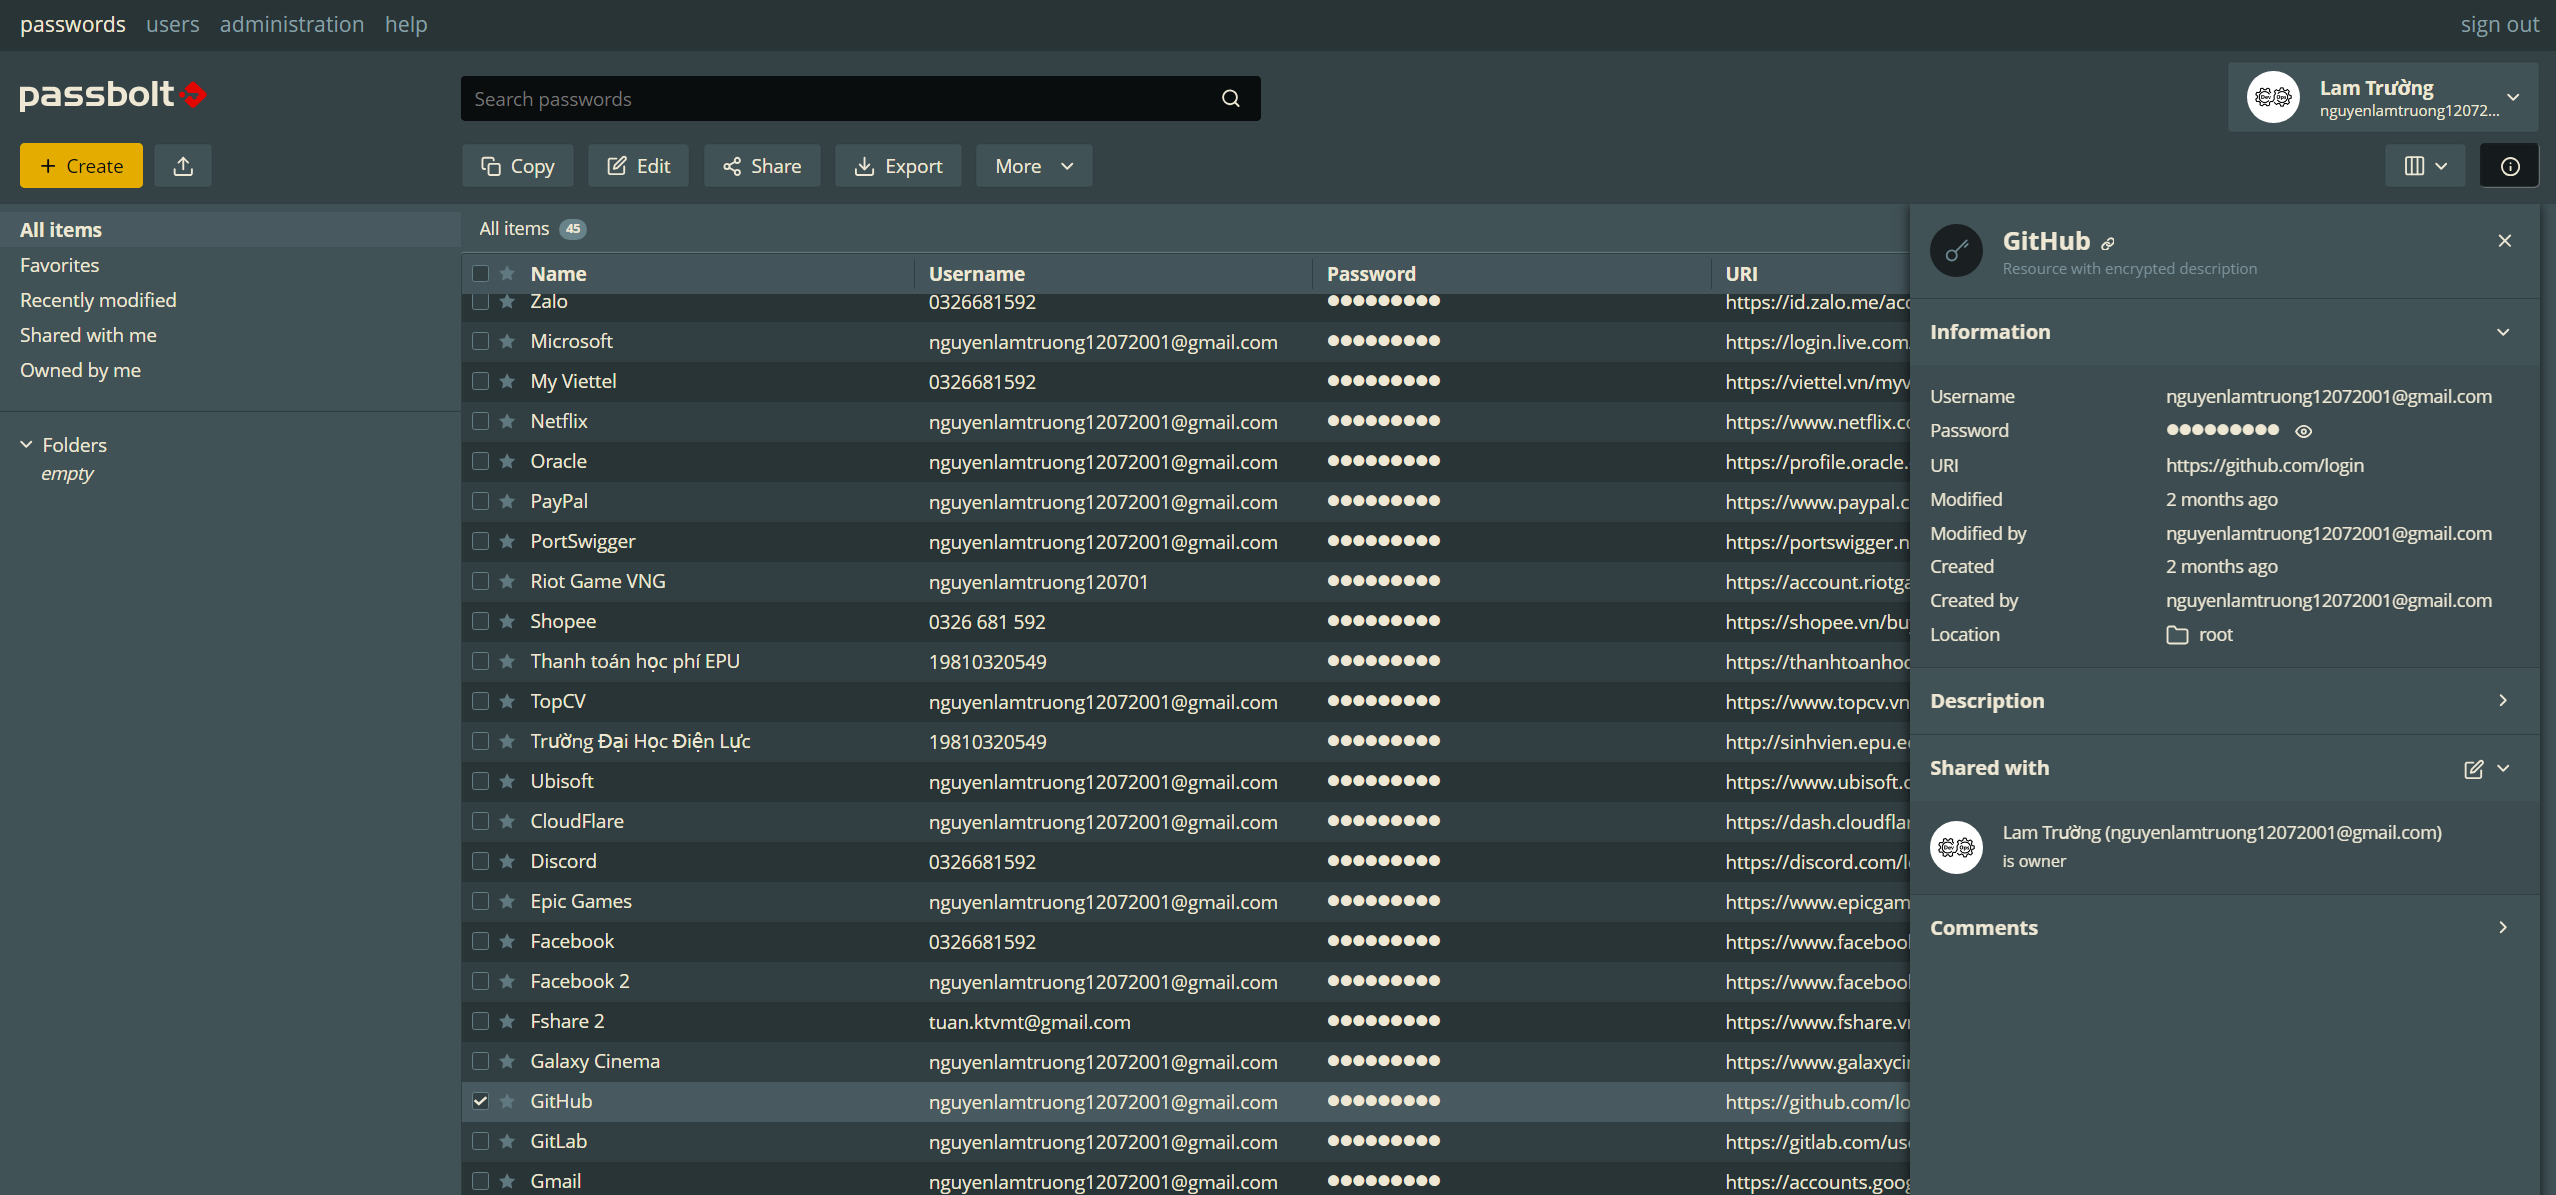 passwords users administration help sign out
passbolt
Search passwords
Lam Trường
nguyenlamtruong12072...
Create
Copy Edit Share Export More
All items
Favorites
Recently modified
Shared with me
Owned by me
Folders
empty
All items 45
Name Username Password URI
Zalo 0326681592 ●●●●●●●●● https://id.zalo.me/acc
Microsoft nguyenlamtruong12072001@gmail.com ●●●●●●●●● https://login.live.com
My Viettel 0326681592 ●●●●●●●●● https://viettel.vn/myv
Netflix nguyenlamtruong12072001@gmail.com ●●●●●●●●● https://www.netflix.co
Oracle nguyenlamtruong12072001@gmail.com ●●●●●●●●● https://profile.oracle.
PayPal nguyenlamtruong12072001@gmail.com ●●●●●●●●● https://www.paypal.c
PortSwigger nguyenlamtruong12072001@gmail.com ●●●●●●●●● https://portswigger.n
Riot Game VNG nguyenlamtruong120701 ●●●●●●●●● https://account.riotga
Shopee 0326 681 592 ●●●●●●●●● https://shopee.vn/buy
Thanh toán học phí EPU 19810320549 ●●●●●●●●● https://thanhtoanhoc
TopCV nguyenlamtruong12072001@gmail.com ●●●●●●●●● https://www.topcv.vn
Trường Đại Học Điện Lực 19810320549 ●●●●●●●●● http://sinhvien.epu.e
Ubisoft nguyenlamtruong12072001@gmail.com ●●●●●●●●● https://www.ubisoft.c
CloudFlare nguyenlamtruong12072001@gmail.com ●●●●●●●●● https://dash.cloudflar
Discord 0326681592 ●●●●●●●●● https://discord.com/l
Epic Games nguyenlamtruong12072001@gmail.com ●●●●●●●●● https://www.epicgam
Facebook 0326681592 ●●●●●●●●● https://www.facebool
Facebook 2 nguyenlamtruong12072001@gmail.com ●●●●●●●●● https://www.facebool
Fshare 2 tuan.ktvmt@gmail.com ●●●●●●●●● https://www.fshare.v
Galaxy Cinema nguyenlamtruong12072001@gmail.com ●●●●●●●●● https://www.galaxyci
GitHub nguyenlamtruong12072001@gmail.com ●●●●●●●●● https://github.com/lo
GitLab nguyenlamtruong12072001@gmail.com ●●●●●●●●● https://gitlab.com/us
Gmail nguyenlamtruong12072001@gmail.com ●●●●●●●●● https://accounts.goog
GitHub
Resource with encrypted description
Information
Username nguyenlamtruong12072001@gmail.com
Password ●●●●●●●●●
URI https://github.com/login
Modified 2 months ago
Modified by nguyenlamtruong12072001@gmail.com
Created 2 months ago
Created by nguyenlamtruong12072001@gmail.com
Location root
Description
Shared with
Lam Trường (nguyenlamtruong12072001@gmail.com)
is owner
Comments